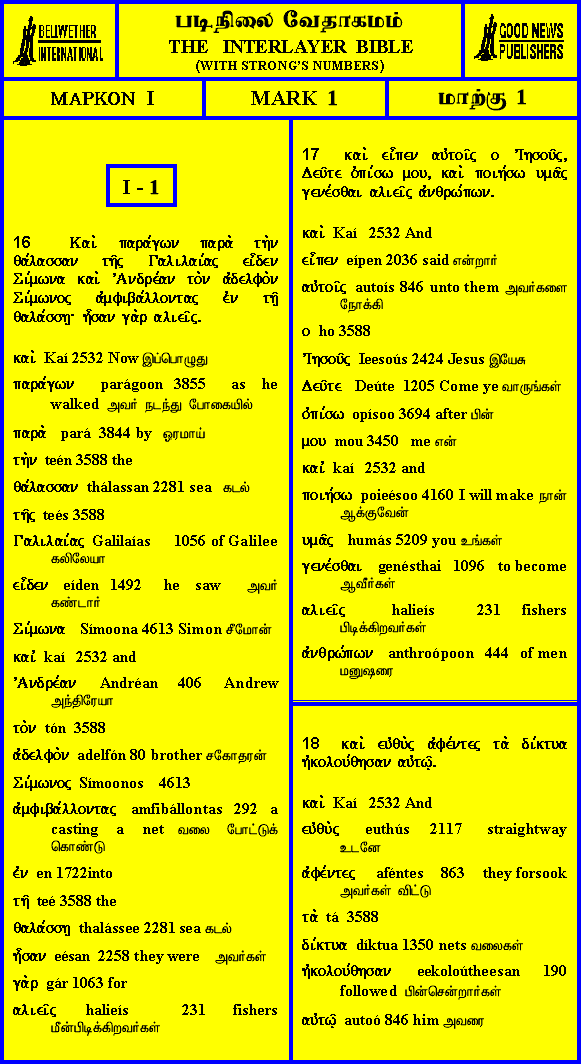 BELLWETHER
INTERNATIONAL
படிநிலை வேதாகமம்
THE INTERLAYER BIBLE
(WITH STRONG'S NUMBERS)
GOOD NEWS
PUBLISHERS
ΜΑΡΚΟΝ Ι
MARK 1
மாற்கு 1
I - 1
16 Καὶ παράγων παρὰ τὴν
θάλασσαν τῆς Γαλιλαίας εἶδεν
Σίμωνα καὶ Ἀνδρέαν τὸν ἀδελφὸν
Σίμωνος ἀμφιβάλλοντας ἐν τῇ
θαλάσσῃ· ἦσαν γὰρ αλιεῖς.
καὶ Kaí 2532 Now இப்பொழுது
παράγων parágoon 3855 as he
walked அவர் நடந்து போகையில்
παρὰ pará 3844 by ஓரமாய்
τὴν teén 3588 the
θάλασσαν thálassan 2281 sea கடல்
τῆς teés 3588
Γαλιλαίας Galilaías 1056 of Galilee
கலிலேயா
εἶδεν eíden 1492 he saw அவர்
கண்டார்
Σίμωνα Símoona 4613 Simon சீமோன்
καὶ kaí 2532 and
Ἀνδρέαν Andréan 406 Andrew
அந்திரேயா
τὸν tón 3588
ἀδελφὸν adelfón 80 brother சகோதரன்
Σίμωνος Símoonos 4613
ἀμφιβάλλοντας amfibállontas 292 a
casting a net வலை போட்டுக்
கொண்டு
ἐν en 1722into
τῇ teé 3588 the
θαλάσσῃ thalássee 2281 sea கடல்
ἦσαν eésan 2258 they were அவர்கள்
γὰρ gár 1063 for
αλιεῖς halieís 231 fishers
மீன்பிடிக்கிறவர்கள்
17 καὶ εἶπεν αὐτοῖς ο Ἰησοῦς,
Δεῦτε ὀπίσω μου, καὶ ποιήσω υμᾶς
γενέσθαι αλιεῖς ἀνθρώπων.
καὶ Kaí 2532 And
εἶπεν eípen 2036 said என்றார்
αὐτοῖς autoís 846 unto them அவர்களை
நோக்கி
ο ho 3588
Ἰησοῦς Ieesoús 2424 Jesus இயேசு
Δεῦτε Deúte 1205 Come ye வாருங்கள்
ὀπίσω opísoo 3694 after பின்
μου mou 3450 me என்
καὶ kaí 2532 and
ποιήσω poieésoo 4160 I will make நான்
ஆக்குவேன்
υμᾶς humás 5209 you உங்கள்
γενέσθαι genésthai 1096 to become
ஆவீர்கள்
αλιεῖς halieís 231 fishers
பிடிக்கிறவர்கள்
ἀνθρώπων anthroópoon 444 of men
மனுஷரை
18 καὶ εὐθὺς ἀφέντες τὰ δίκτυα
ἠκολούθησαν αὐτῷ.
καὶ Kaí 2532 And
εὐθὺς euthús 2117 straightway
உடனே
ἀφέντες aféntes 863 they forsook
அவர்கள் விட்டு
τὰ tá 3588
δίκτυα díktua 1350 nets வலைகள்
ἠκολούθησαν eekoloútheesan 190
followed பின்சென்றார்கள்
αὐτῷ autoó 846 him அவரை